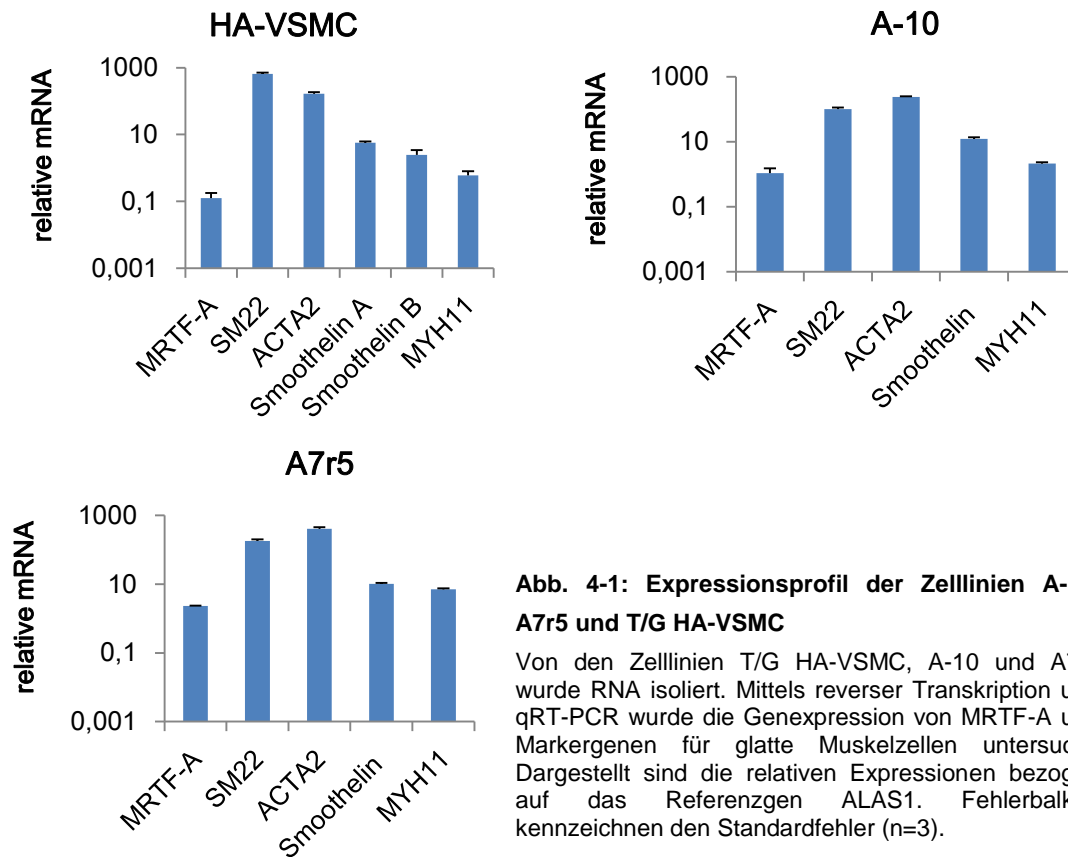 HA-VSMC
relative mRNA
1000
10
0,1
0,001
MRTF-A
SM22
ACTA2
Smoothelin A
Smoothelin B
MYH11
A-10
relative mRNA
1000
10
0,1
0,001
MRTF-A
SM22
ACTA2
Smoothelin
MYH11
A7r5
relative mRNA
1000
10
0,1
0,001
MRTF-A
SM22
ACTA2
Smoothelin
MYH11
Abb. 4-1: Expressionsprofil der Zelllinien A-
A7r5 und T/G HA-VSMC
Von den Zelllinien T/G HA-VSMC, A-10 und A7
wurde RNA isoliert. Mittels reverser Transkription u
qRT-PCR wurde die Genexpression von MRTF-A u
Markergenen für glatte Muskelzellen untersuc
Dargestellt sind die relativen Expressionen bezog
auf das Referenzgen ALAS1. Fehlerbalk
kennzeichnen den Standardfehler (n=3).